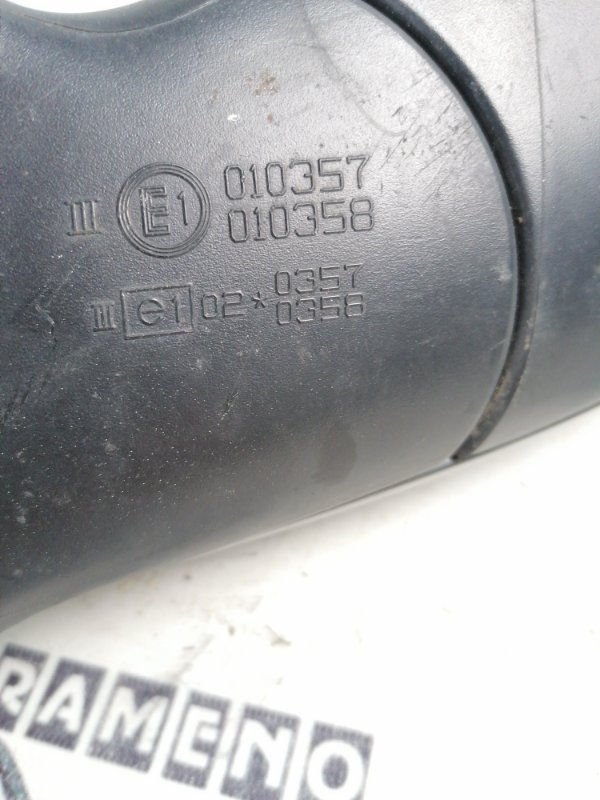 III E1 010357
010358
III e1 02* 0357
0358
RAMENO